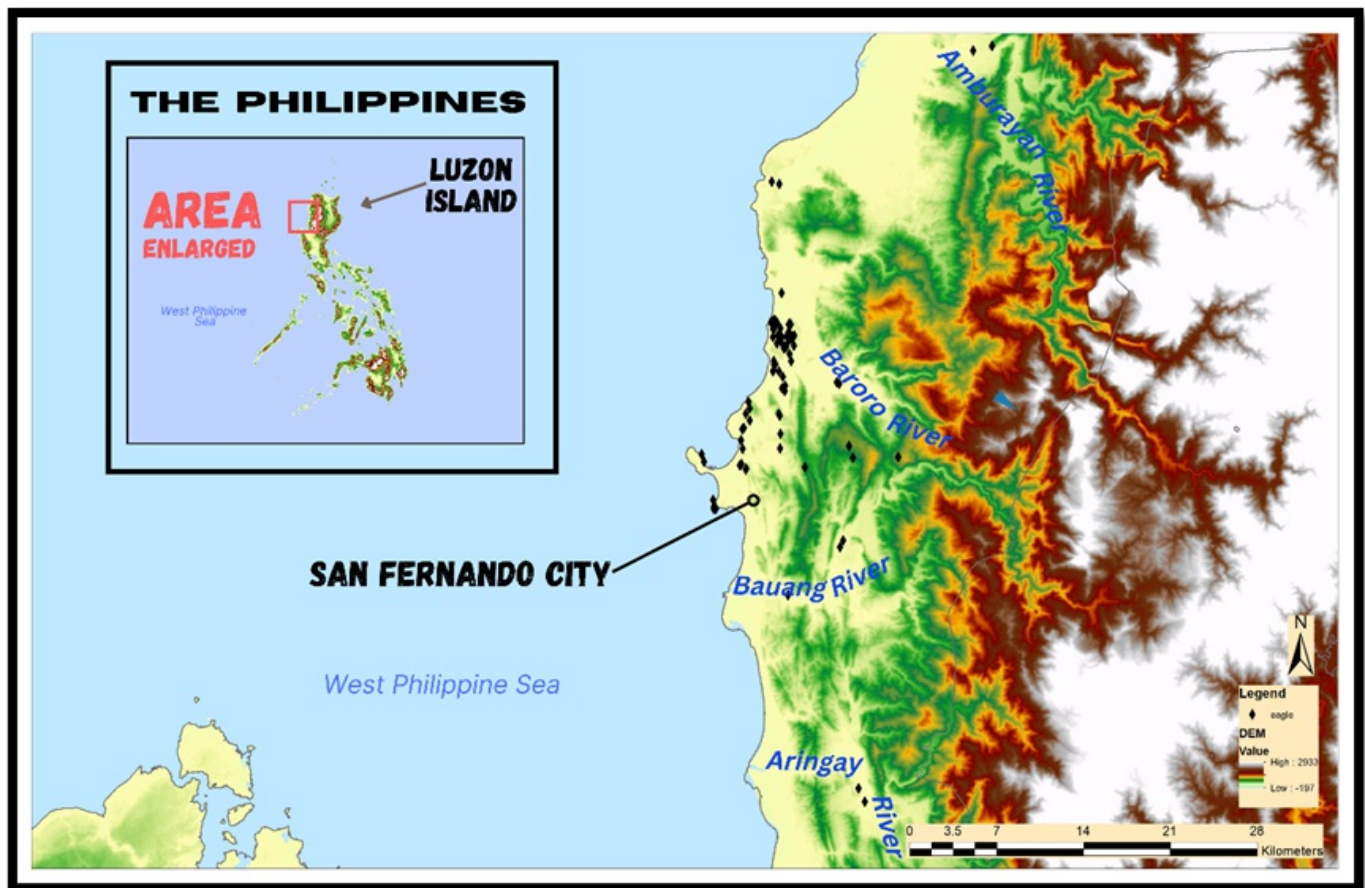 THE PHILIPPINES
LUZON
ISLAND
AREA
ENLARGED
West Philippine
Sea
Amburayan River
Baroro River
SAN FERNANDO CITY
Bauang River
West Philippine Sea
Aringay River
N
Legend
eagle
DEM
Value
High : 2933
Low : -197
0 3.5 7 14 21 28
Kilometers